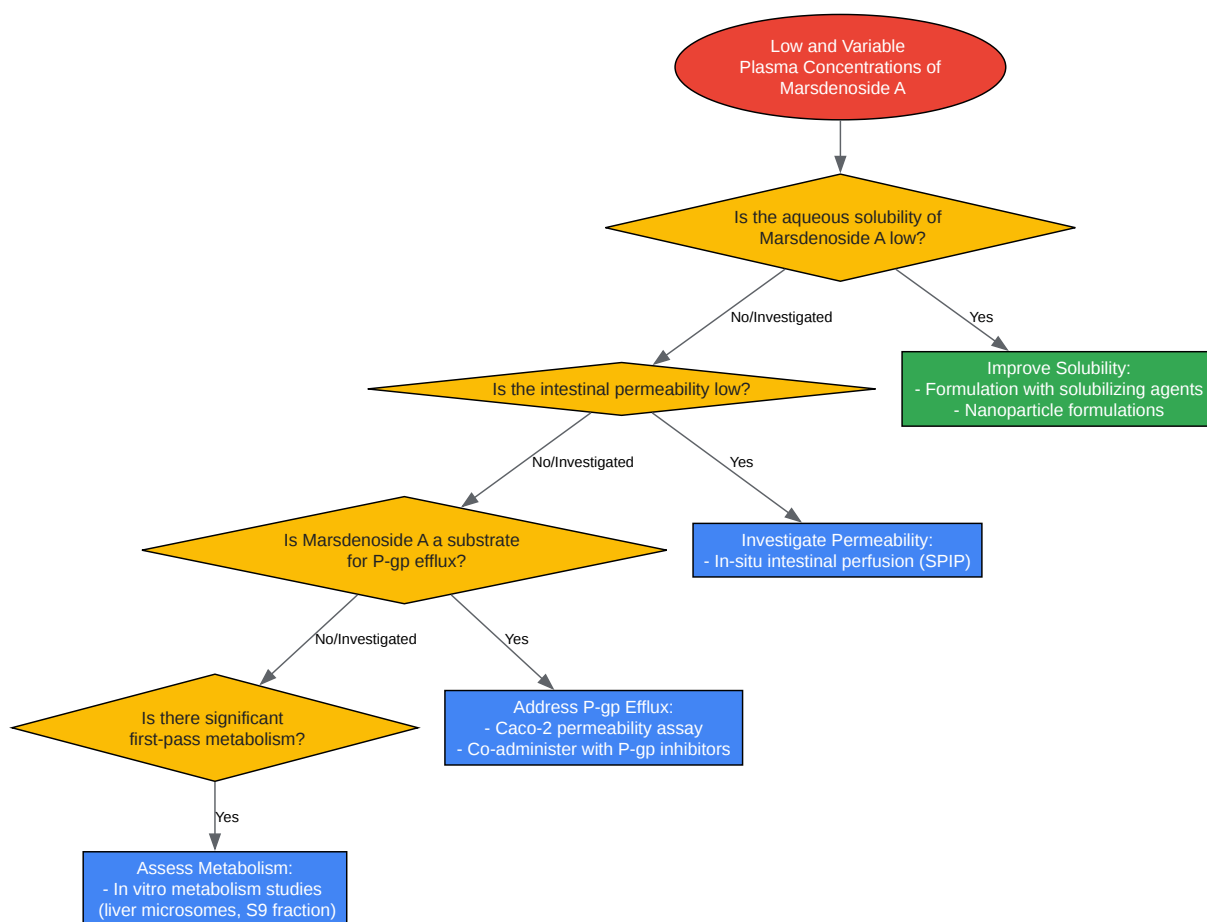 Low and Variable
Plasma Concentrations of
Marsdenoside A
Is the aqueous solubility of
Marsdenoside A low?
No/Investigated
Yes
Improve Solubility:
- Formulation with solubilizing agents
- Nanoparticle formulations
Is the intestinal permeability low?
No/Investigated
Yes
Investigate Permeability:
- In-situ intestinal perfusion (SPIP)
Is Marsdenoside A a substrate
for P-gp efflux?
No/Investigated
Yes
Address P-gp Efflux:
- Caco-2 permeability assay
- Co-administer with P-gp inhibitors
Is there significant
first-pass metabolism?
Yes
Assess Metabolism:
- In vitro metabolism studies
(liver microsomes, S9 fraction)